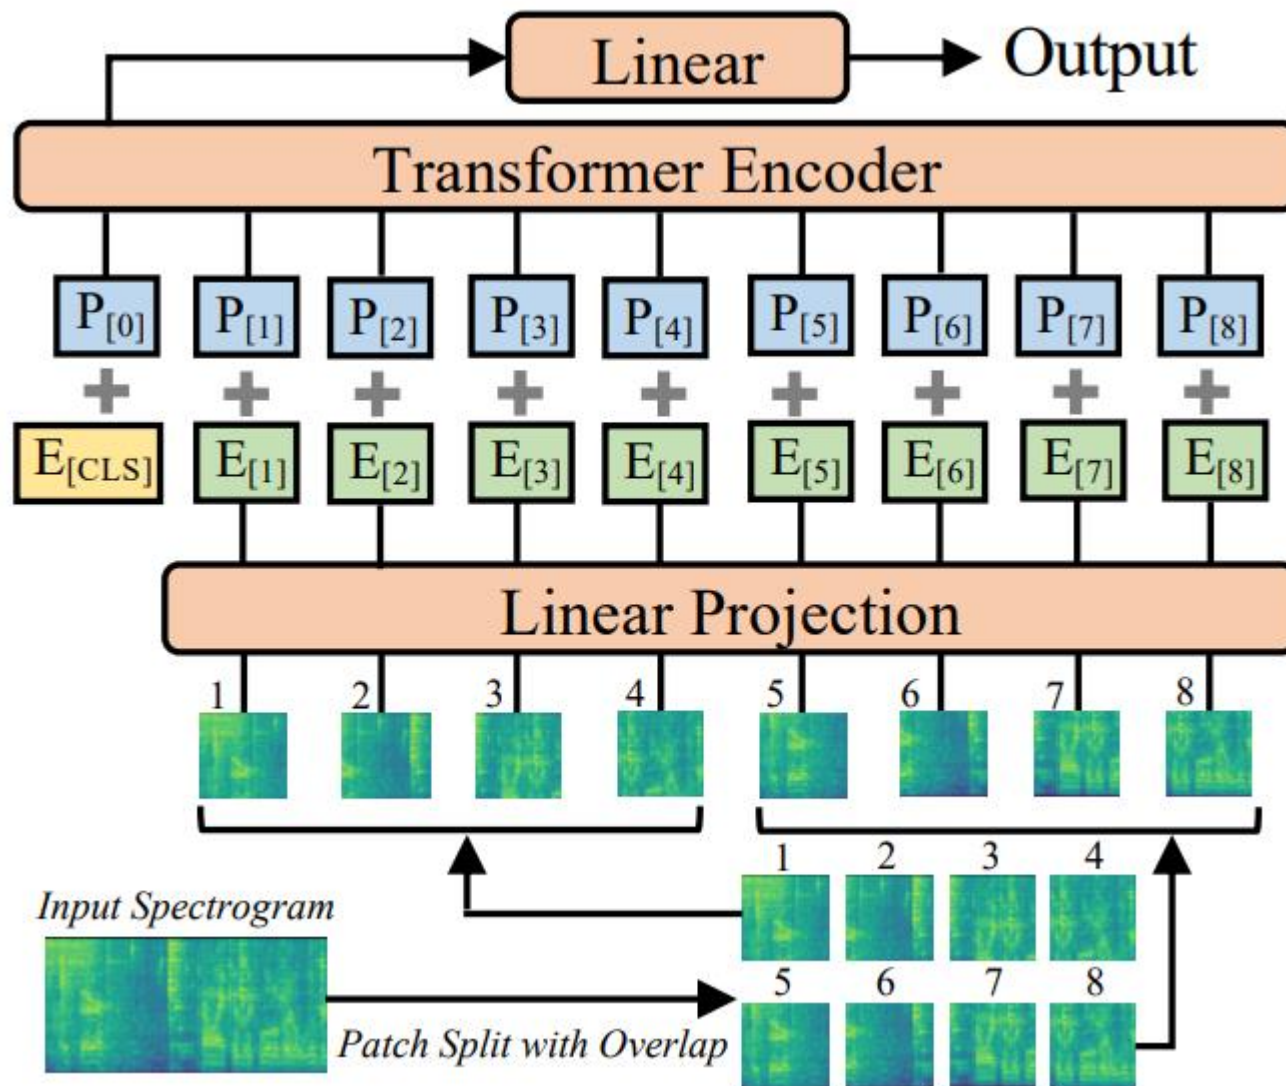 Linear Output
Transformer Encoder
P[0] P[1] P[2] P[3] P[4] P[5] P[6] P[7] P[8]
E[CLS] E[1] E[2] E[3] E[4] E[5] E[6] E[7] E[8]
Linear Projection
1 2 3 4 5 6 7 8
1 2 3 4
Input Spectrogram
5 6 7 8
Patch Split with Overlap